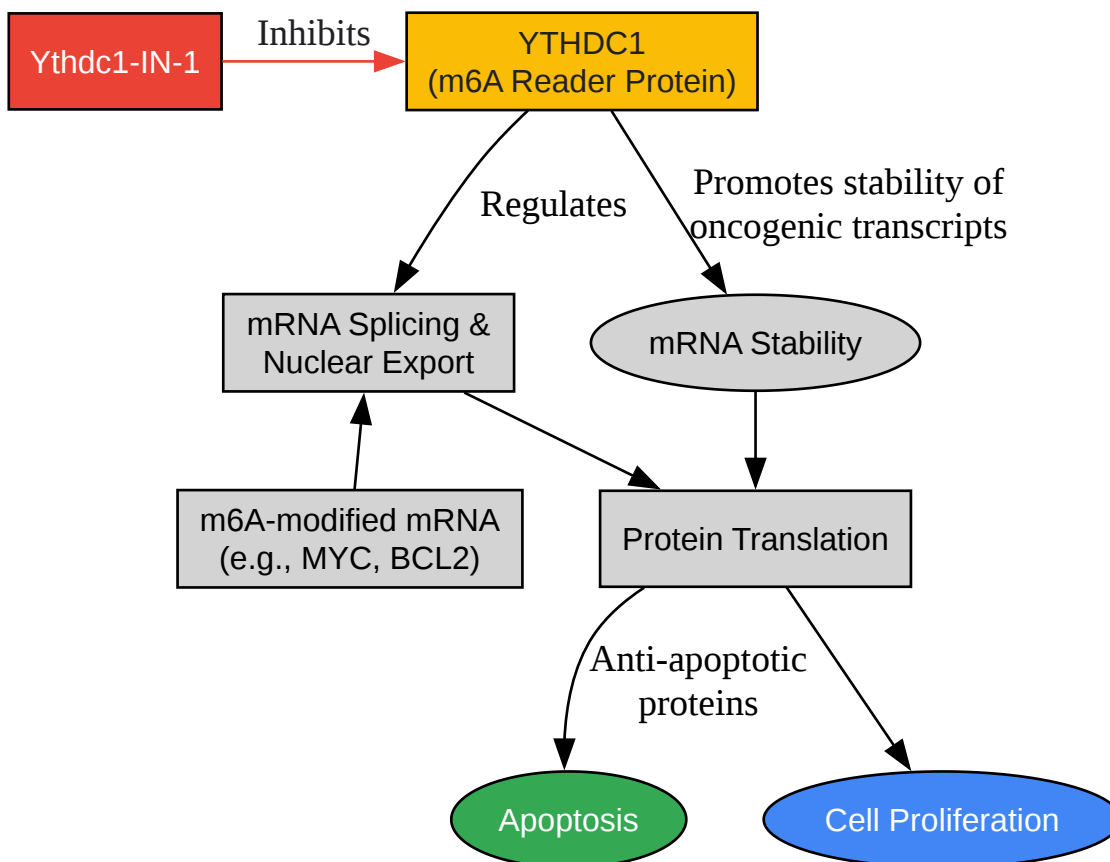 Ythdc1-IN-1
Inhibits
YTHDC1
(m6A Reader Protein)
Regulates
Promotes stability of
oncogenic transcripts
mRNA Splicing &
Nuclear Export
mRNA Stability
m6A-modified mRNA
(e.g., MYC, BCL2)
Protein Translation
Anti-apoptotic
proteins
Apoptosis
Cell Proliferation